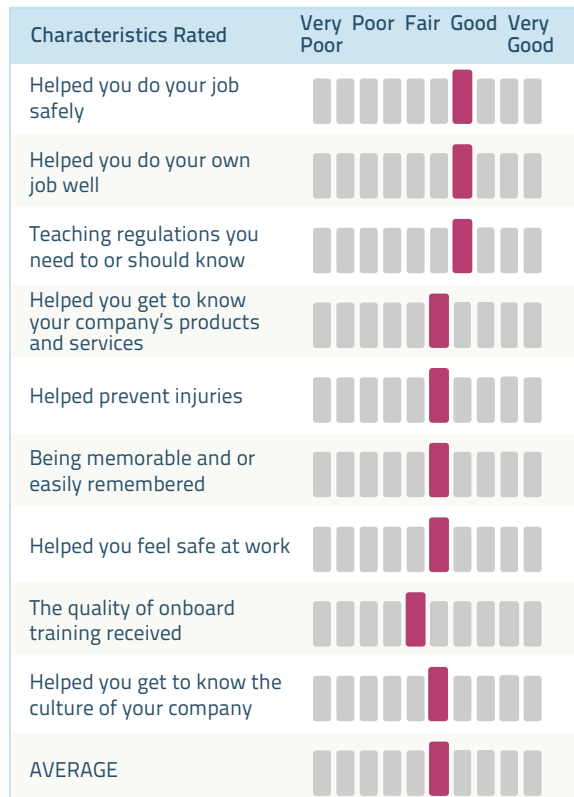 Characteristics Rated
Very Poor Fair Good Very
Poor Good
Helped you do your job
safely
Helped you do your own
job well
Teaching regulations you
need to or should know
Helped you get to know
your company's products
and services
Helped prevent injuries
Being memorable and or
easily remembered
Helped you feel safe at work
The quality of onboard
training received
Helped you get to know the
culture of your company
AVERAGE